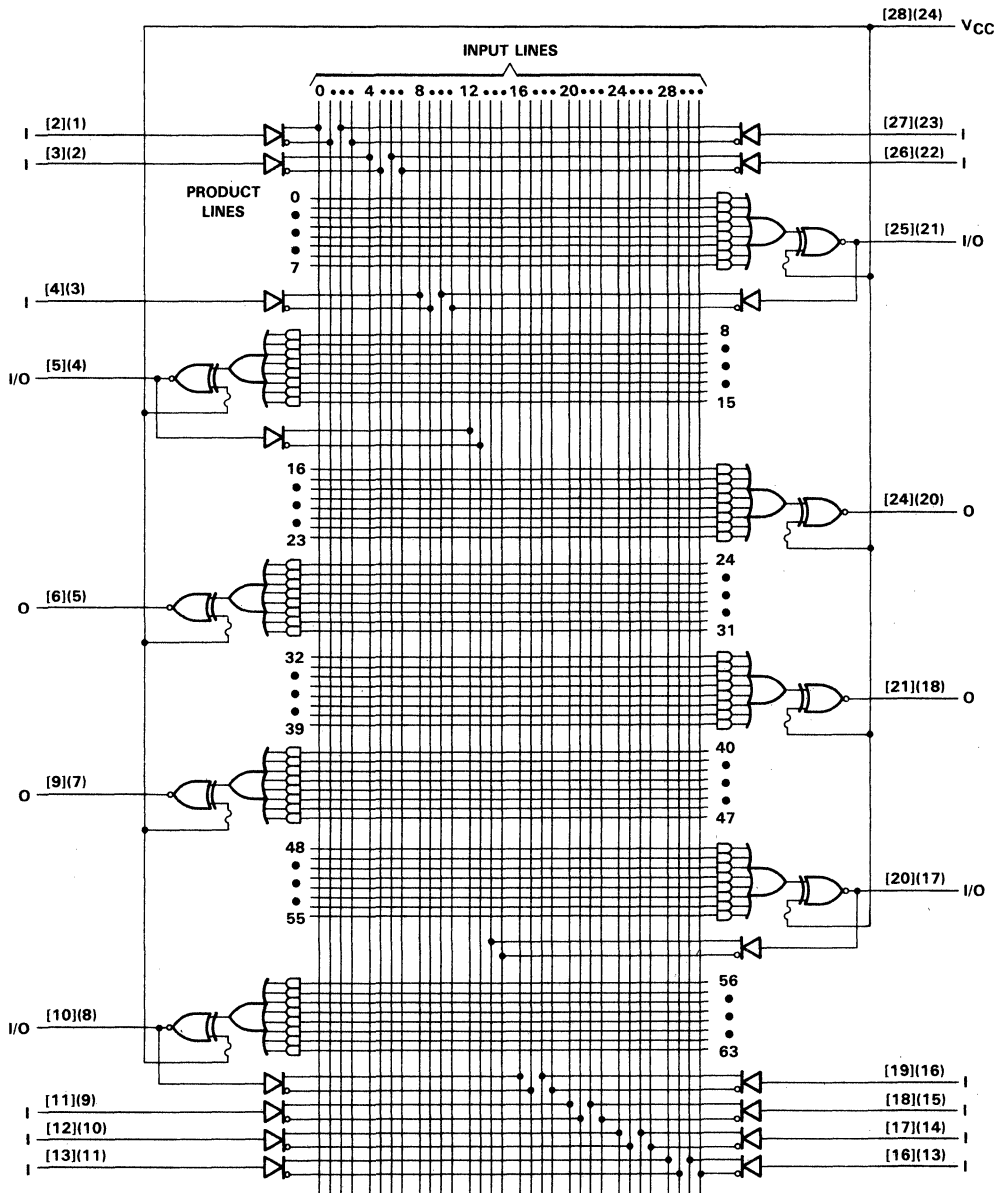 [28](24) VCC
INPUT LINES
0 ••• 4 ••• 8 ••• 12 ••• 16 ••• 20 ••• 24 ••• 28 •••
I [2](1) [27](23) I
I [3](2) [26](22) I
PRODUCT
LINES
0
•
•
•
7
[25](21) I/O
I [4](3)
8
•
•
•
15
I/O [5](4)
16
•
•
•
23
[24](20) O
24
•
•
•
31
O [6](5)
32
•
•
•
39
[21](18) O
40
•
•
•
47
O [9](7)
48
•
•
•
55
[20](17) I/O
56
•
•
•
63
I/O [10](8)
[19](16) I
I [11](9) [18](15) I
I [12](10) [17](14) I
I [13](11) [16](13) I